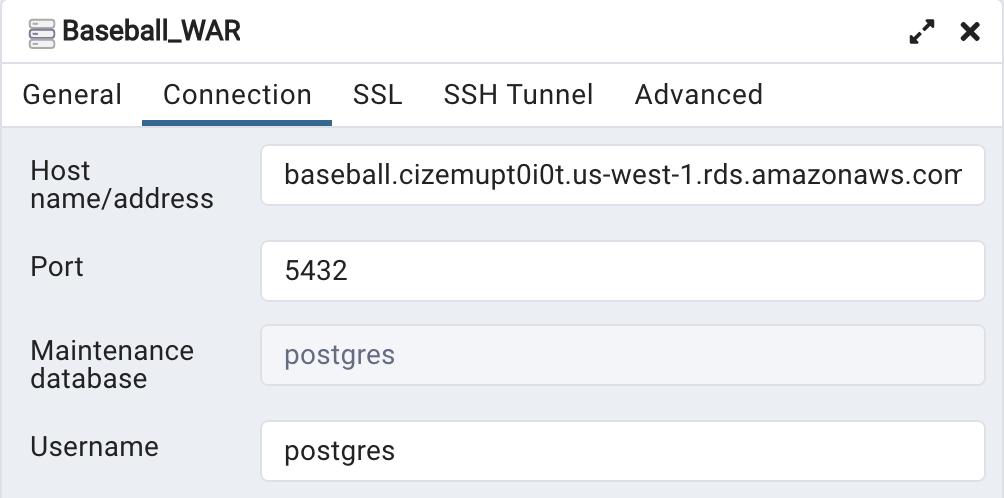 Baseball_WAR
General Connection SSL SSH Tunnel Advanced
Host
name/address
baseball.cizemupt0i0t.us-west-1.rds.amazonaws.com
Port
5432
Maintenance
database
postgres
Username
postgres